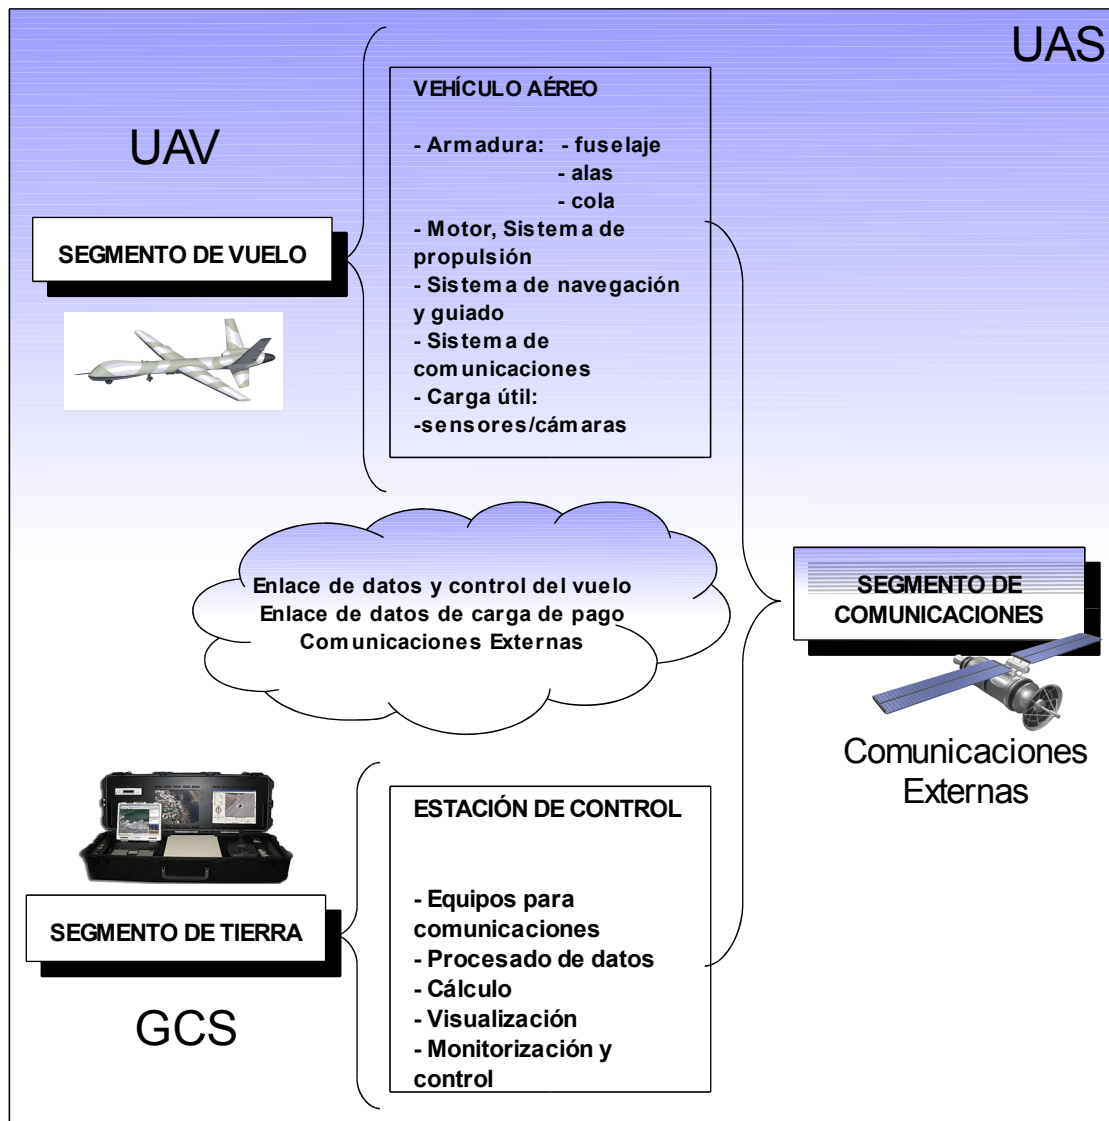 UAS
UAV
SEGMENTO DE VUELO
VEHÍCULO AÉREO
- Armadura: - fuselaje
- alas
- cola
- Motor, Sistema de
propulsión
- Sistema de navegación
y guiado
- Sistema de
comunicaciones
- Carga útil:
-sensores/cámaras
Enlace de datos y control del vuelo
Enlace de datos de carga de pago
Comunicaciones Externas
SEGMENTO DE
COMUNICACIONES
Comunicaciones
Externas
SEGMENTO DE TIERRA
GCS
ESTACIÓN DE CONTROL
- Equipos para
comunicaciones
- Procesado de datos
- Cálculo
- Visualización
- Monitorización y
control